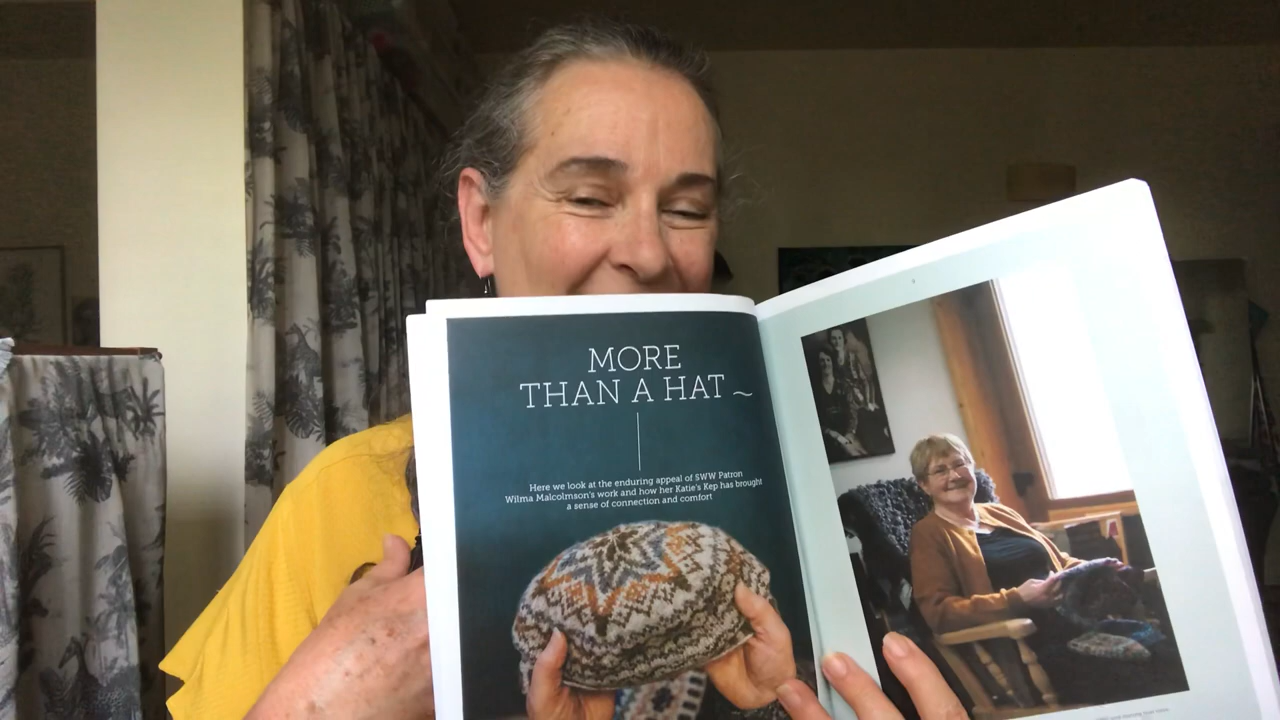 MORE
THAN A HAT ~
Here we look at the enduring appeal of SWW Patron
Wilma Malcolmson's work and how her Katie's Kep has brought
a sense of connection and comfort